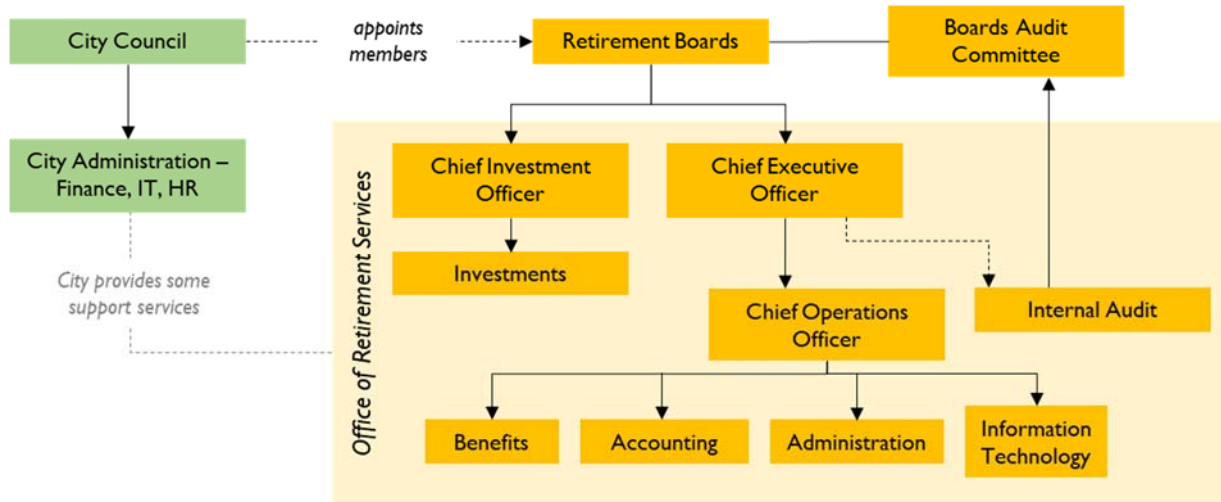 City Council
appoints
members
Retirement Boards
Boards Audit
Committee
City Administration –
Finance, IT, HR
City provides some
support services
Office of Retirement Services
Chief Investment
Officer
Chief Executive
Officer
Investments
Chief Operations
Officer
Internal Audit
Benefits
Accounting
Administration
Information
Technology